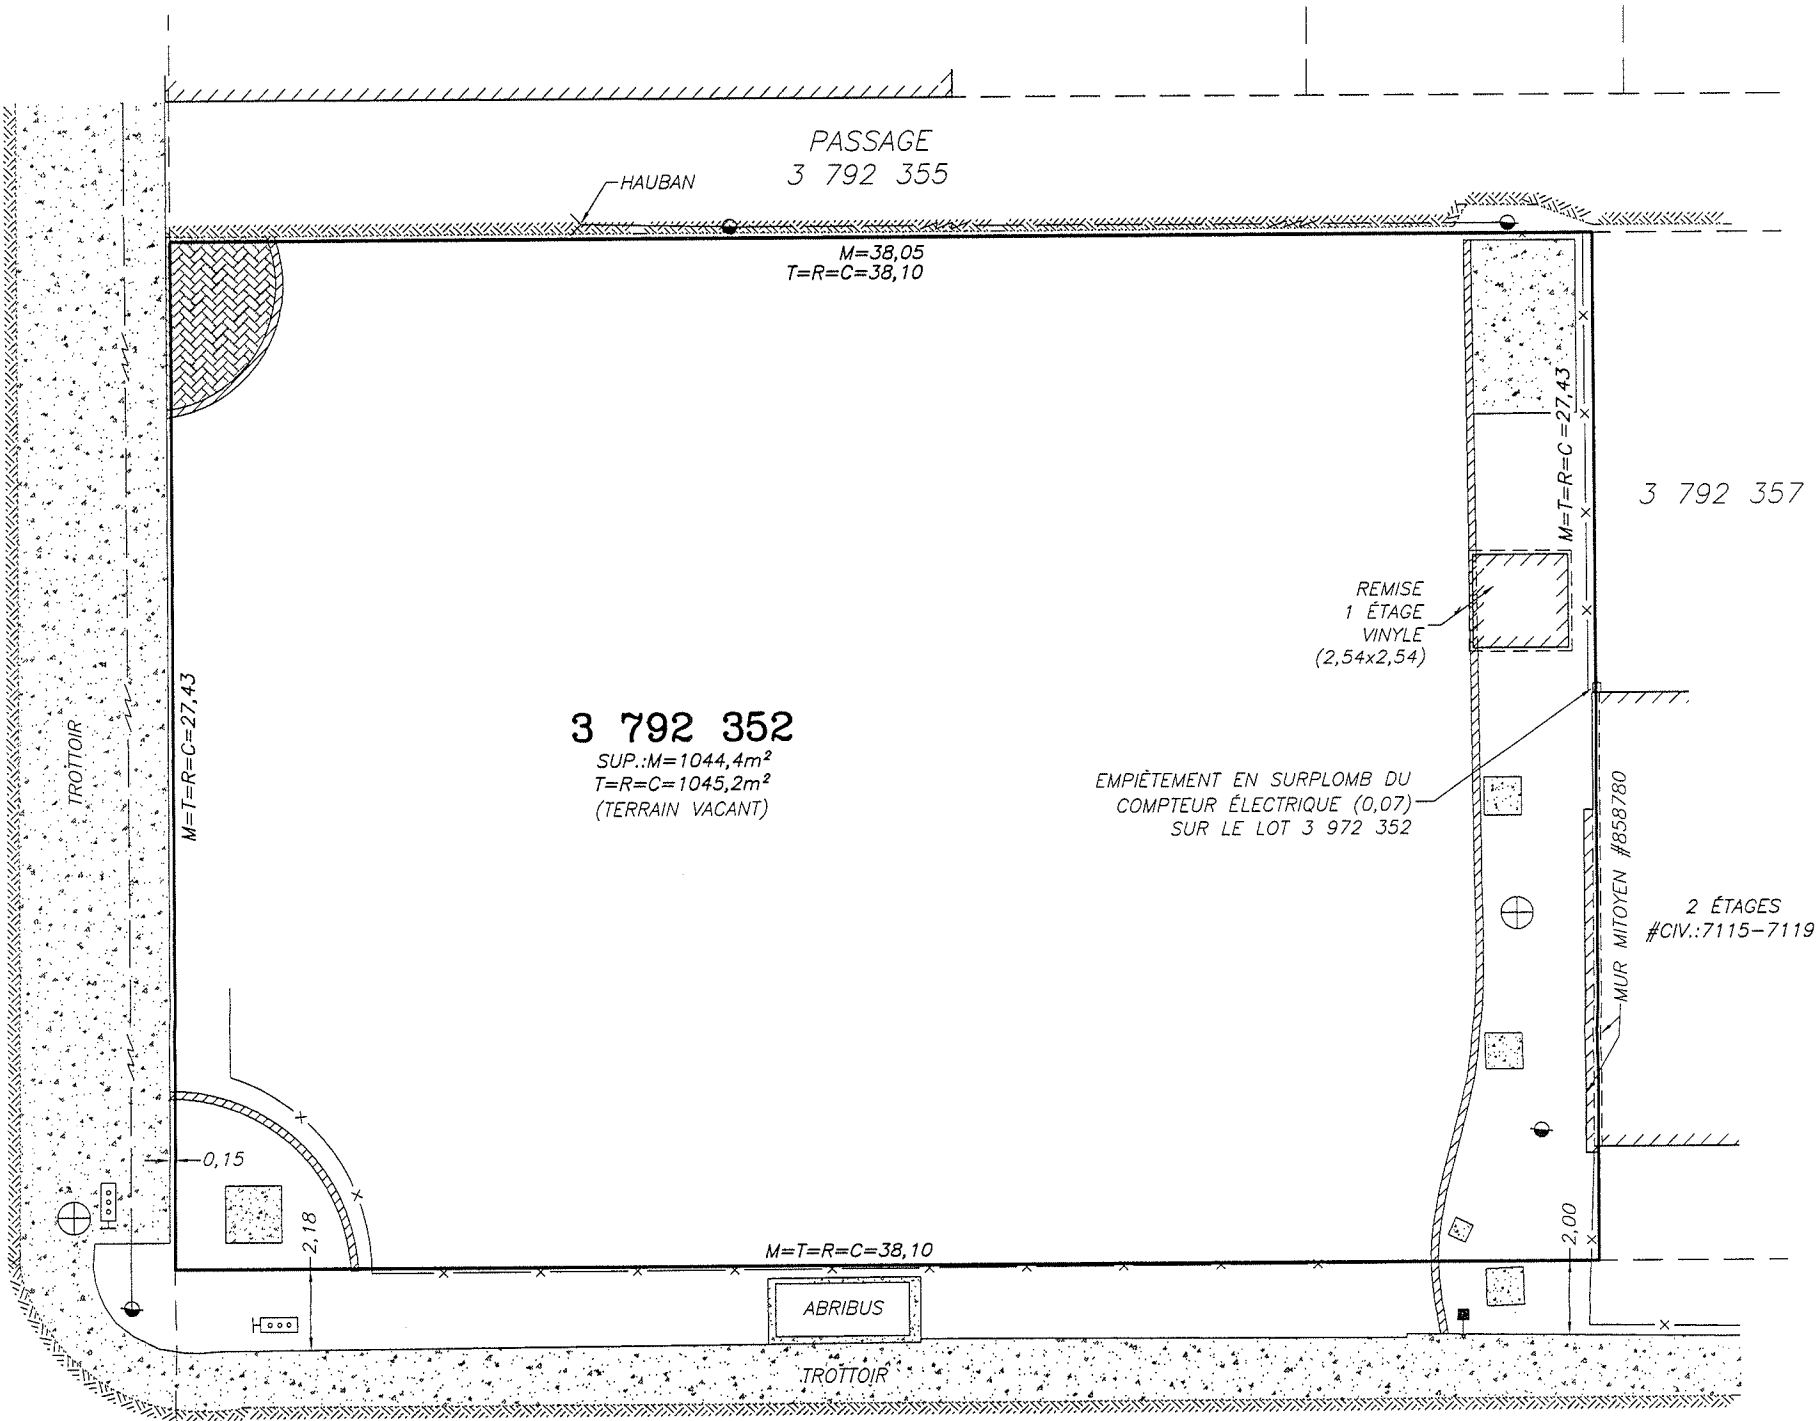 PASSAGE
3 792 355
HAUBAN
M=38,05
T=R=C=38,10
M=T=R=C=27,43
3 792 357
REMISE
1 ÉTAGE
VINYLE
(2,54x2,54)
TROTTOIR
M=T=R=C=27,43
3 792 352
SUP.:M=1044,4m²
T=R=C=1045,2m²
(TERRAIN VACANT)
EMPIÈTEMENT EN SURPLOMB DU
COMPTEUR ÉLECTRIQUE (0,07)
SUR LE LOT 3 972 352
MUR MITOYEN #858780
2 ÉTAGES
#CIV.:7115-7119
0,15
2,18
M=T=R=C=38,10
2,00
ABRIBUS
TROTTOIR